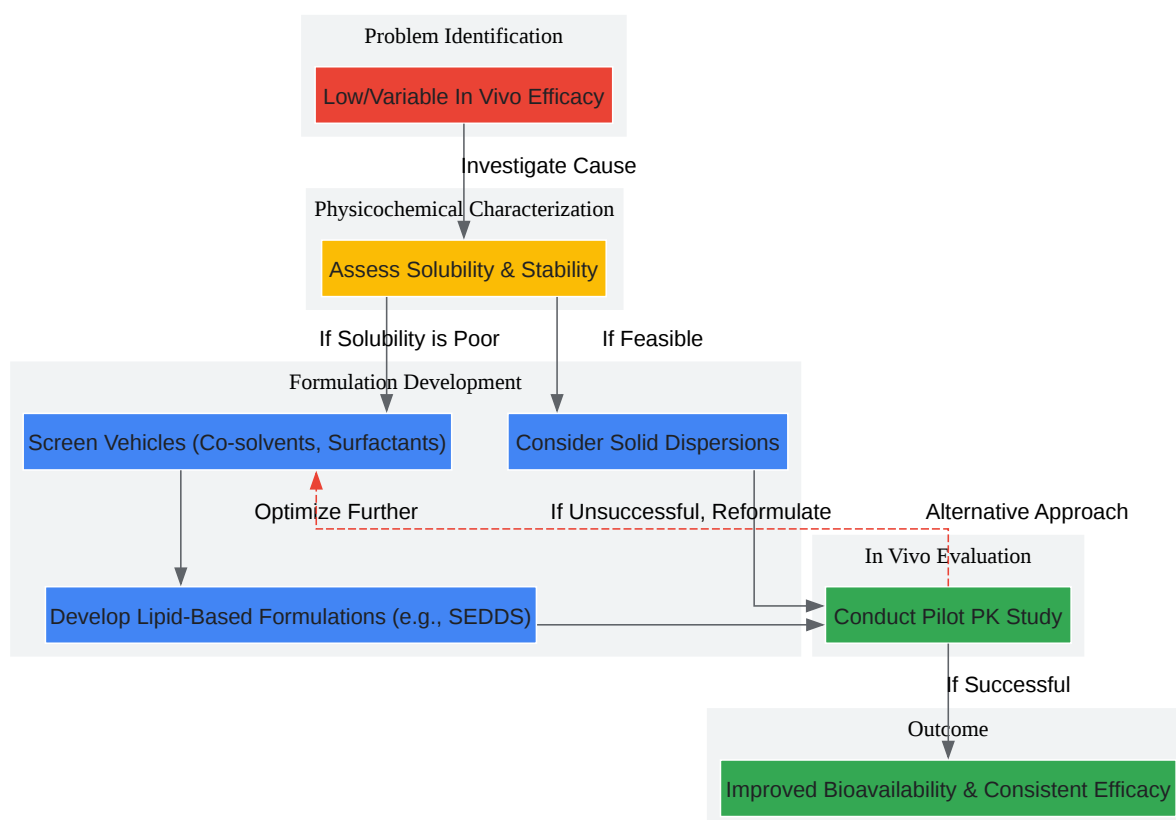 Problem Identification
Low/Variable In Vivo Efficacy
Investigate Cause
Physicochemical Characterization
Assess Solubility & Stability
If Solubility is Poor
If Feasible
Formulation Development
Screen Vehicles (Co-solvents, Surfactants)
Consider Solid Dispersions
Optimize Further
If Unsuccessful, Reformulate
Alternative Approach
In Vivo Evaluation
Develop Lipid-Based Formulations (e.g., SEDDS)
Conduct Pilot PK Study
If Successful
Outcome
Improved Bioavailability & Consistent Efficacy